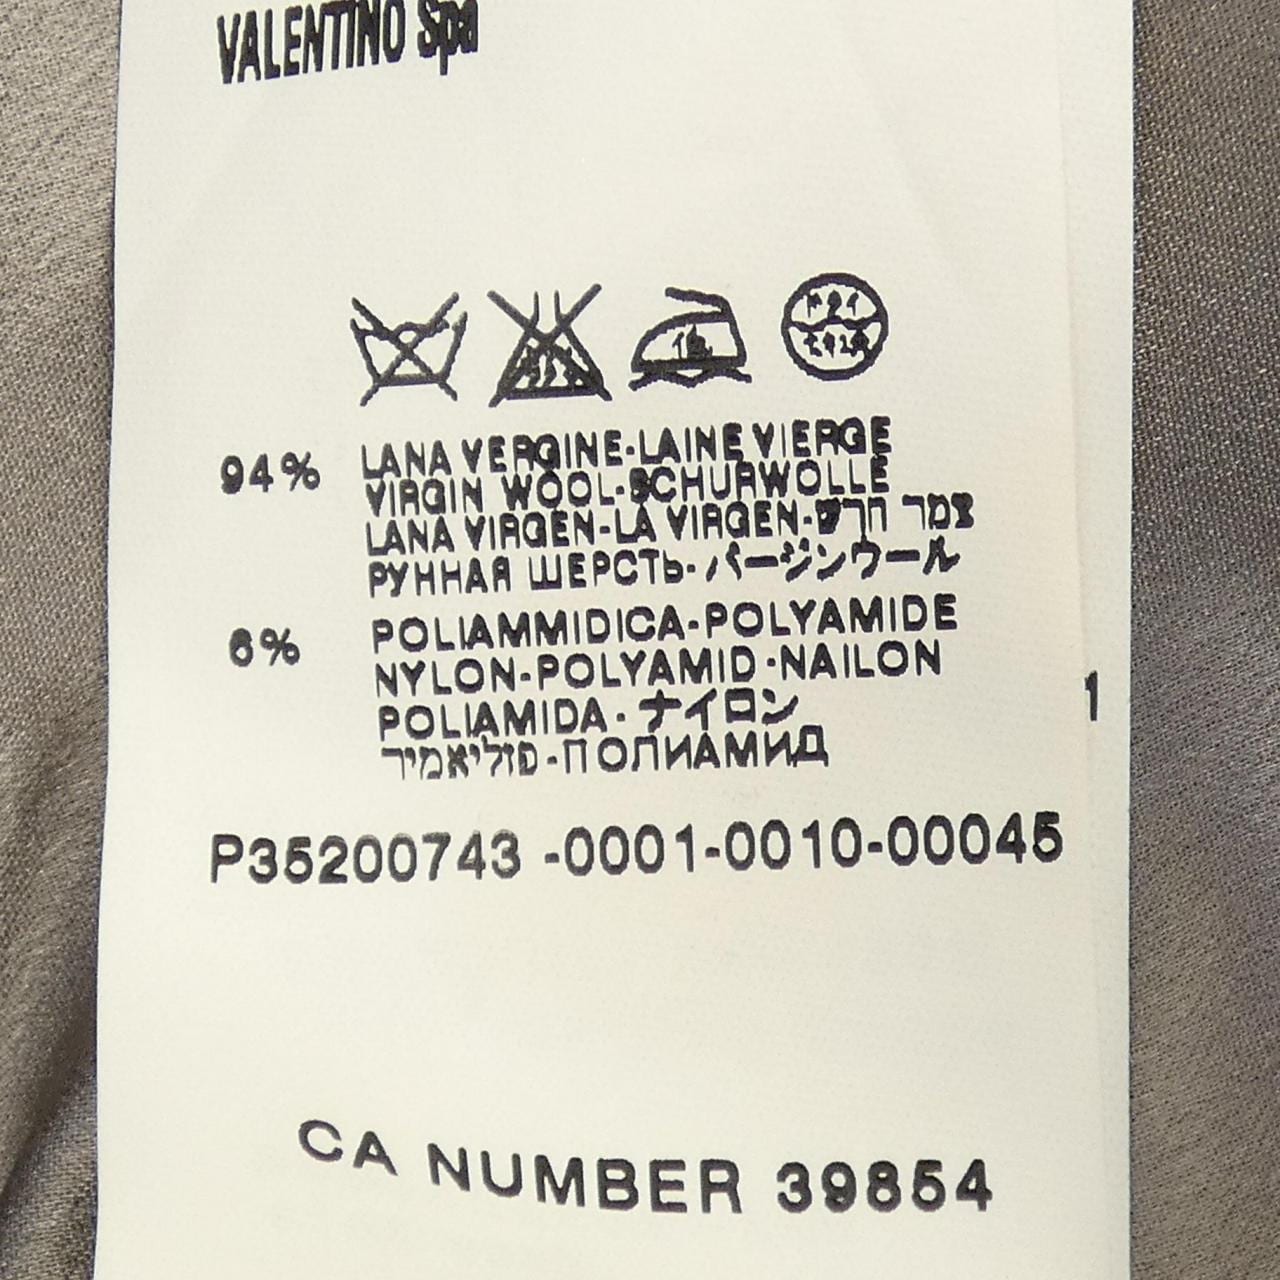 VALENTINO Spa
94% LANA VERGINE-LAINE VIERGE
VIRGIN WOOL-SCHURWOLLE
LANA VIRGEN-LÀ VIRGEN-צמר חדש
РУННАЯ ШЕРСТЬ-バージンウール
6% POLIAMMIDICA-POLYAMIDE
NYLON-POLYAMID-NAILON
POLIAMIDA-ナイロン
פוליאמיד-ПОЛИАМИД
1
P35200743 -0001-0010-00045
CA NUMBER 39854